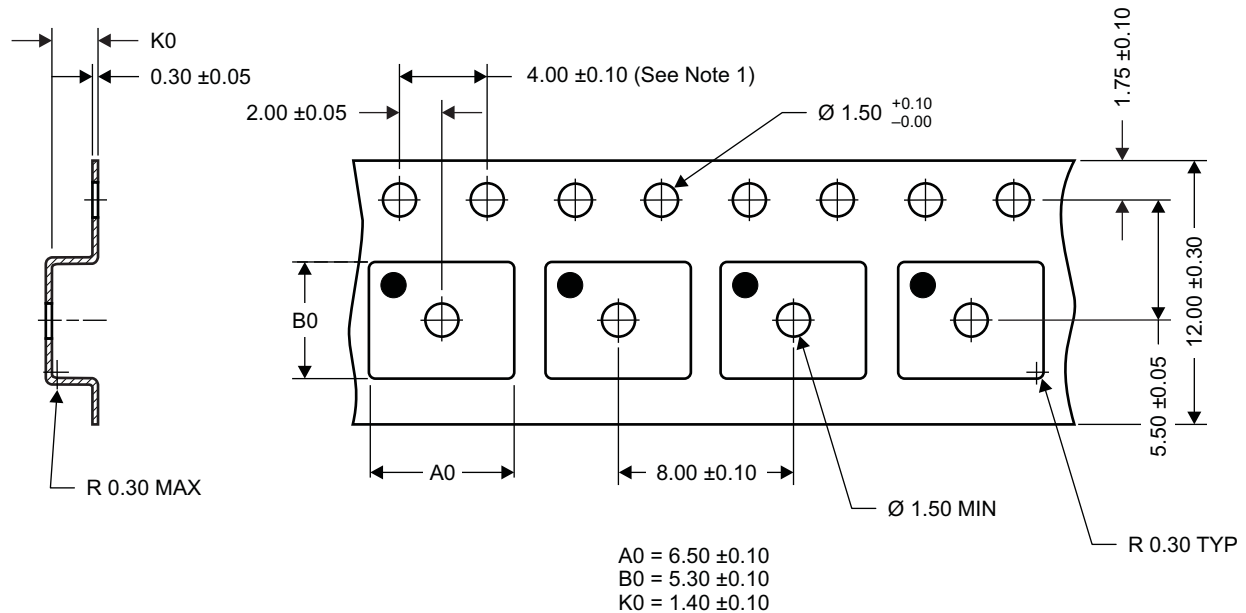 K0
0.30 ±0.05
4.00 ±0.10 (See Note 1)
2.00 ±0.05
Ø 1.50 +0.10 –0.00
1.75 ±0.10
12.00 ±0.30
5.50 ±0.05
B0
A0
8.00 ±0.10
R 0.30 MAX
Ø 1.50 MIN
R 0.30 TYP
A0 = 6.50 ±0.10
B0 = 5.30 ±0.10
K0 = 1.40 ±0.10